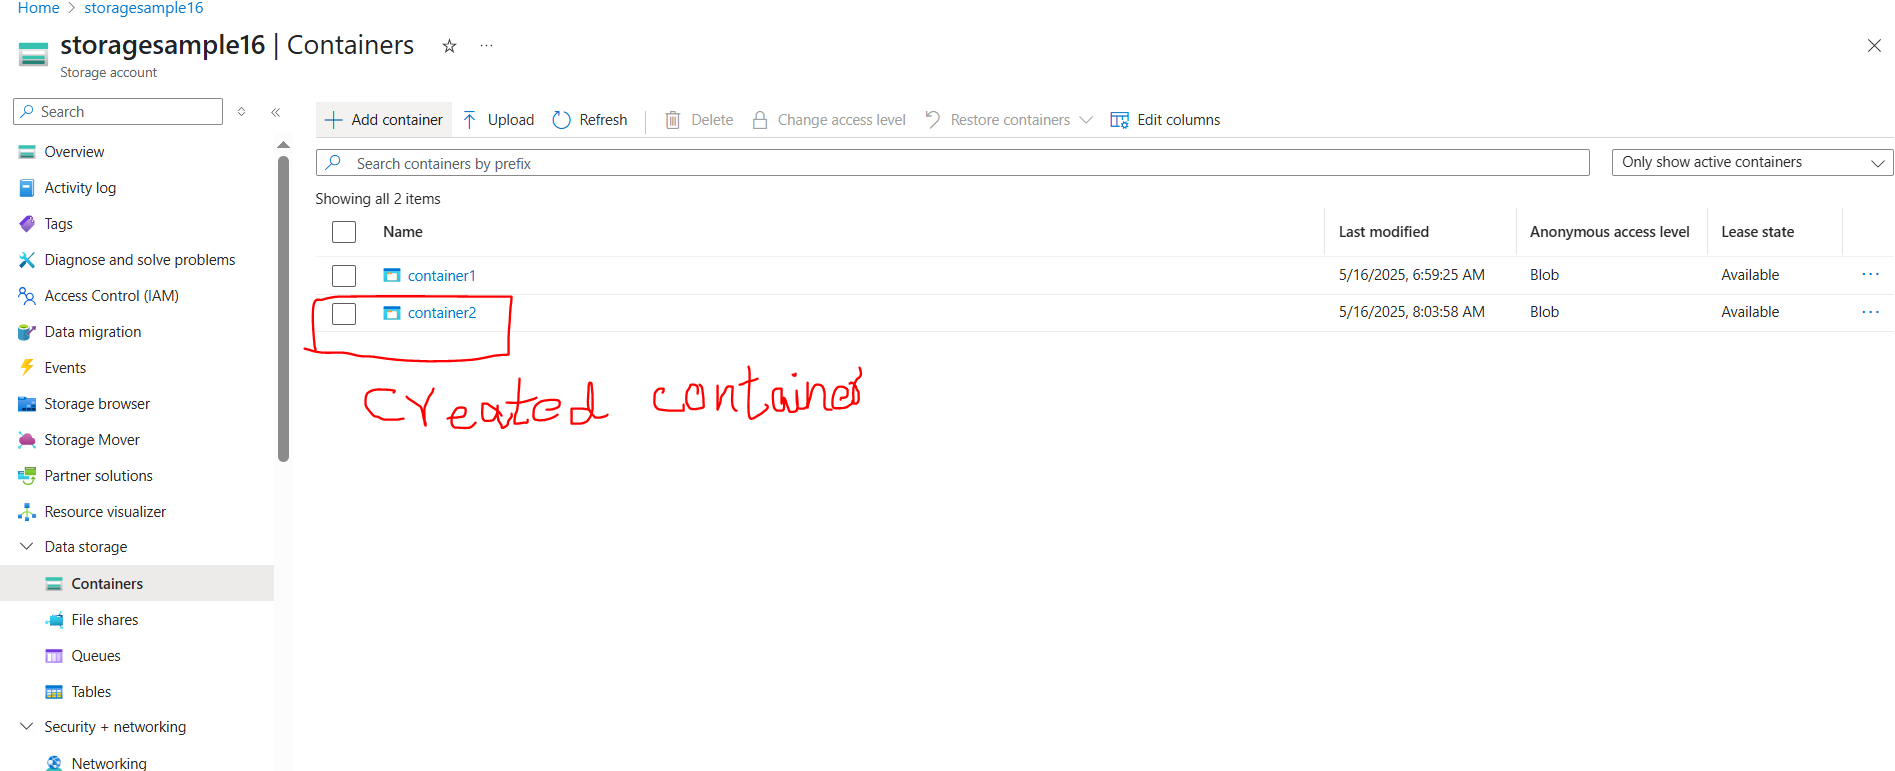 Home > storagesample16
storagesample16 | Containers
Storage account
Search
Add container
Upload
Refresh
Delete
Change access level
Restore containers
Edit columns
Search containers by prefix
Only show active containers
Showing all 2 items
Name Last modified Anonymous access level Lease state
container1 5/16/2025, 6:59:25 AM Blob Available
container2 5/16/2025, 8:03:58 AM Blob Available
Created container
Overview
Activity log
Tags
Diagnose and solve problems
Access Control (IAM)
Data migration
Events
Storage browser
Storage Mover
Partner solutions
Resource visualizer
Data storage
Containers
File shares
Queues
Tables
Security + networking
Networking